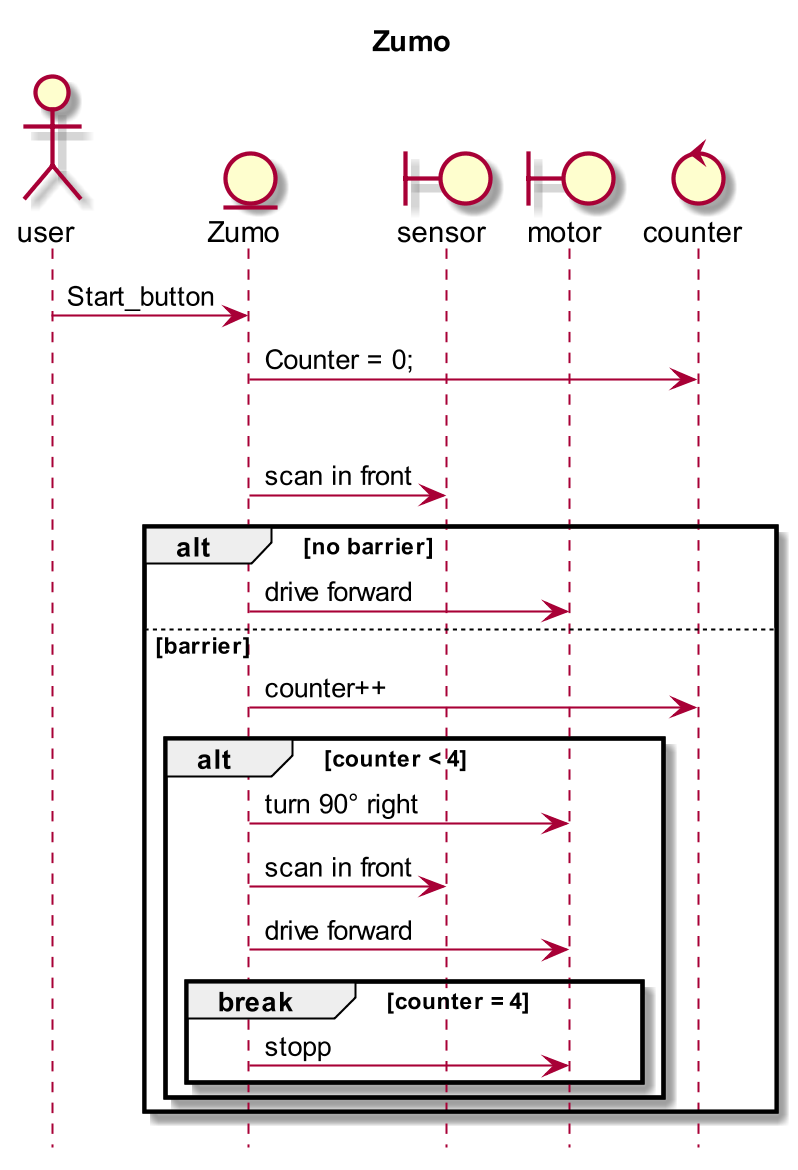 Zumo
user
Zumo
sensor
motor
counter
Start_button
Counter = 0;
scan in front
alt
[no barrier]
drive forward
[barrier]
counter++
alt
[counter < 4]
turn 90° right
scan in front
drive forward
break
[counter = 4]
stopp